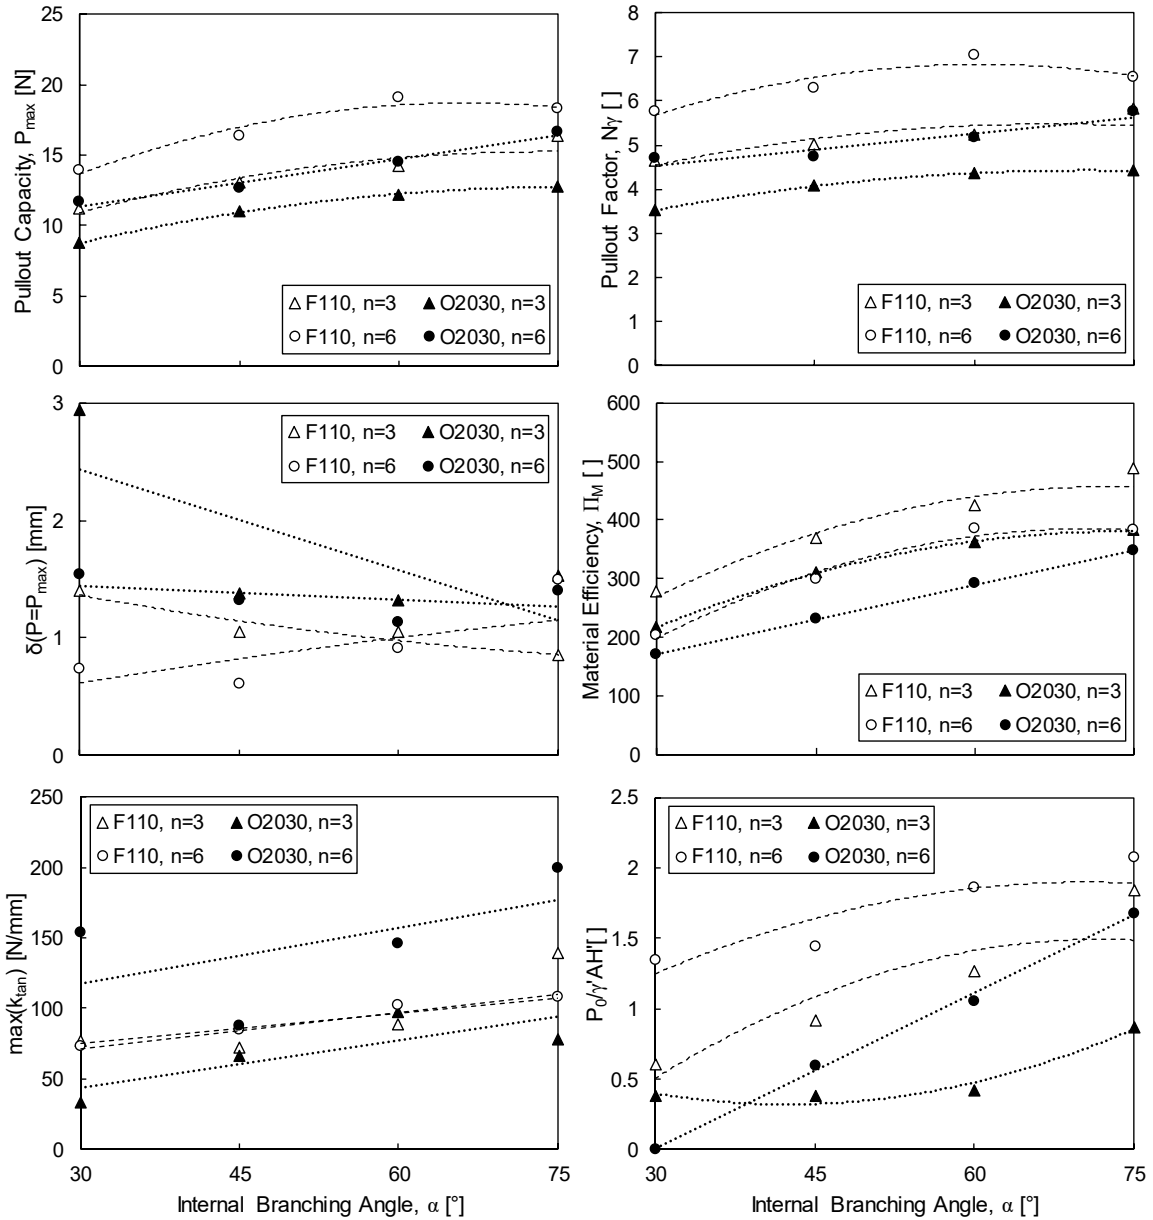 25
20
15
10
5
0
Pullout Capacity, P_max [N]
△ F110, n=3 ▲ O2030, n=3
○ F110, n=6 ● O2030, n=6
8
7
6
5
4
3
2
1
0
Pullout Factor, Nγ [ ]
△ F110, n=3 ▲ O2030, n=3
○ F110, n=6 ● O2030, n=6
3
2
1
0
δ(P=P_max) [mm]
△ F110, n=3 ▲ O2030, n=3
○ F110, n=6 ● O2030, n=6
600
500
400
300
200
100
0
Material Efficiency, Π_M [ ]
△ F110, n=3 ▲ O2030, n=3
○ F110, n=6 ● O2030, n=6
250
200
150
100
50
0
max(k_tan) [N/mm]
△ F110, n=3 ▲ O2030, n=3
○ F110, n=6 ● O2030, n=6
30 45 60 75
Internal Branching Angle, α [°]
2.5
2
1.5
1
0.5
0
P_0/γ'AH'[ ]
△ F110, n=3 ▲ O2030, n=3
○ F110, n=6 ● O2030, n=6
30 45 60 75
Internal Branching Angle, α [°]